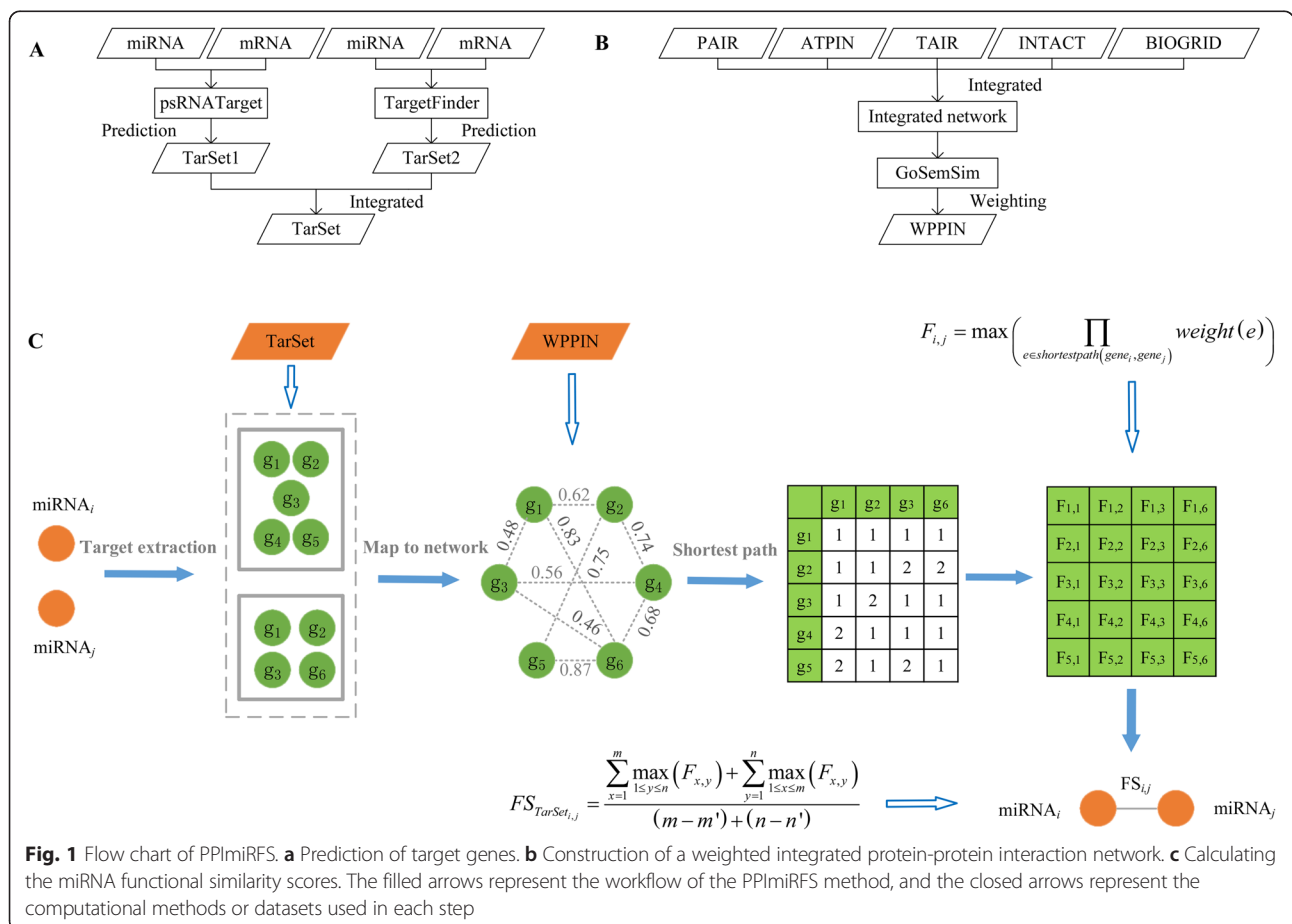 A
miRNA mRNA miRNA mRNA
psRNATarget TargetFinder
Prediction Prediction
TarSet1 TarSet2
Integrated
TarSet
B
PAIR ATPIN TAIR INTACT BIOGRID
Integrated
Integrated network
GoSemSim
Weighting
WPPIN
C
TarSet
WPPIN
F_{i,j} = max(∏_{e∈shortestpath(gene_i,gene_j)} weight(e))
miRNA_i
miRNA_j
Target extraction
g1 g2
g3
g4 g5
g1 g2
g3 g6
Map to network
g1 0.62 g2
0.48 0.83 0.75 0.74
g3 0.56 g4
0.46 0.68
g5 0.87 g6
Shortest path
g1 g2 g3 g6
g1 1 1 1 1
g2 1 1 2 2
g3 1 2 1 1
g4 2 1 1 1
g5 2 1 2 1
F1,1 F1,2 F1,3 F1,6
F2,1 F2,2 F2,3 F2,6
F3,1 F3,2 F3,3 F3,6
F4,1 F4,2 F4,3 F4,6
F5,1 F5,2 F5,3 F5,6
FS_{TarSet_{i,j}} = (∑_{x=1}^{m} max_{1≤y≤n}(F_{x,y}) + ∑_{y=1}^{n} max_{1≤x≤m}(F_{x,y})) / ((m−m')+(n−n'))
miRNA_i FS_{i,j} miRNA_j
Fig. 1 Flow chart of PPImiRFS. a Prediction of target genes. b Construction of a weighted integrated protein-protein interaction network. c Calculating
the miRNA functional similarity scores. The filled arrows represent the workflow of the PPImiRFS method, and the closed arrows represent the
computational methods or datasets used in each step